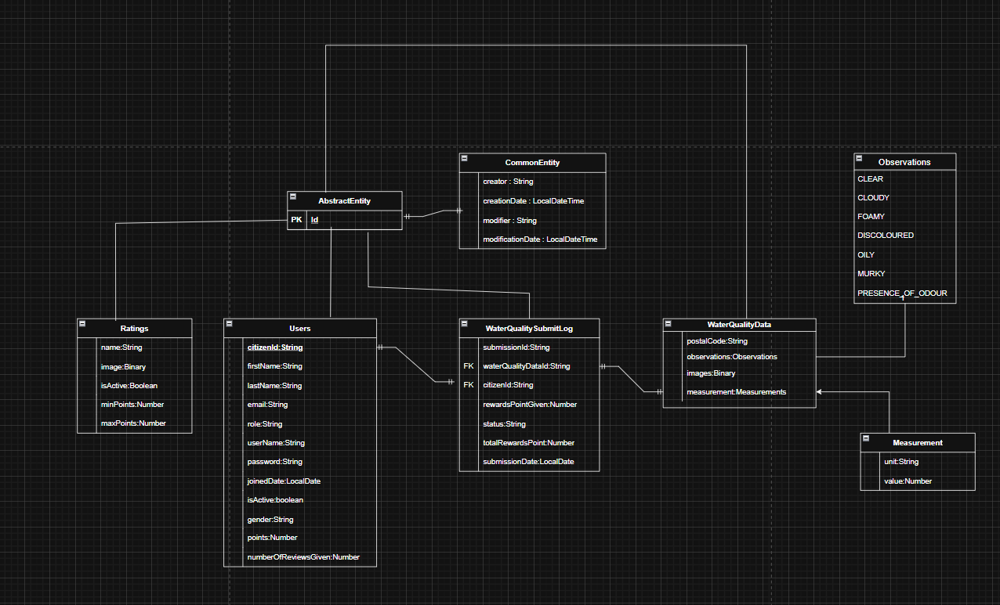 CommonEntity
creator : String
creationDate : LocalDateTime
modifier : String
modificationDate : LocalDateTime
Observations
CLEAR
CLOUDY
FOAMY
DISCOLOURED
OILY
MURKY
PRESENCE_OF_ODOUR
1
AbstractEntity
PK Id
Ratings
name:String
image:Binary
isActive:Boolean
minPoints:Number
maxPoints:Number
Users
citizenId:String
firstName:String
lastName:String
email:String
role:String
userName:String
password:String
joinedDate:LocalDate
isActive:boolean
gender:String
points:Number
numberOfReviewsGiven:Number
WaterQualitySubmitLog
submissionId:String
FK waterQualityDataId:String
FK citizenId:String
rewardsPointGiven:Number
status:String
totalRewardsPoint:Number
submissionDate:LocalDate
WaterQualityData
postalCode:String
observations:Observations
images:Binary
measurement:Measurements
Measurement
unit:String
value:Number